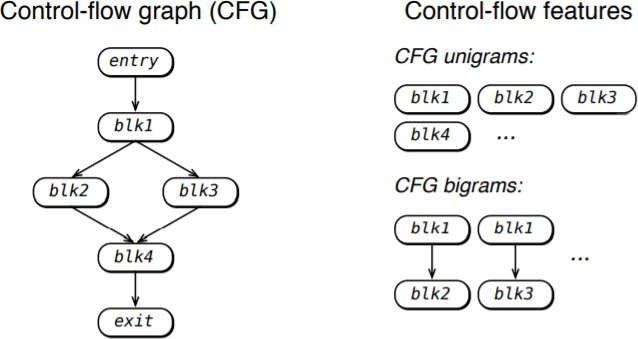 Control-flow graph (CFG)
entry
blk1
blk2 blk3
blk4
exit
Control-flow features
CFG unigrams:
blk1 blk2 blk3
blk4 ...
CFG bigrams:
blk1 blk1
...
blk2 blk3